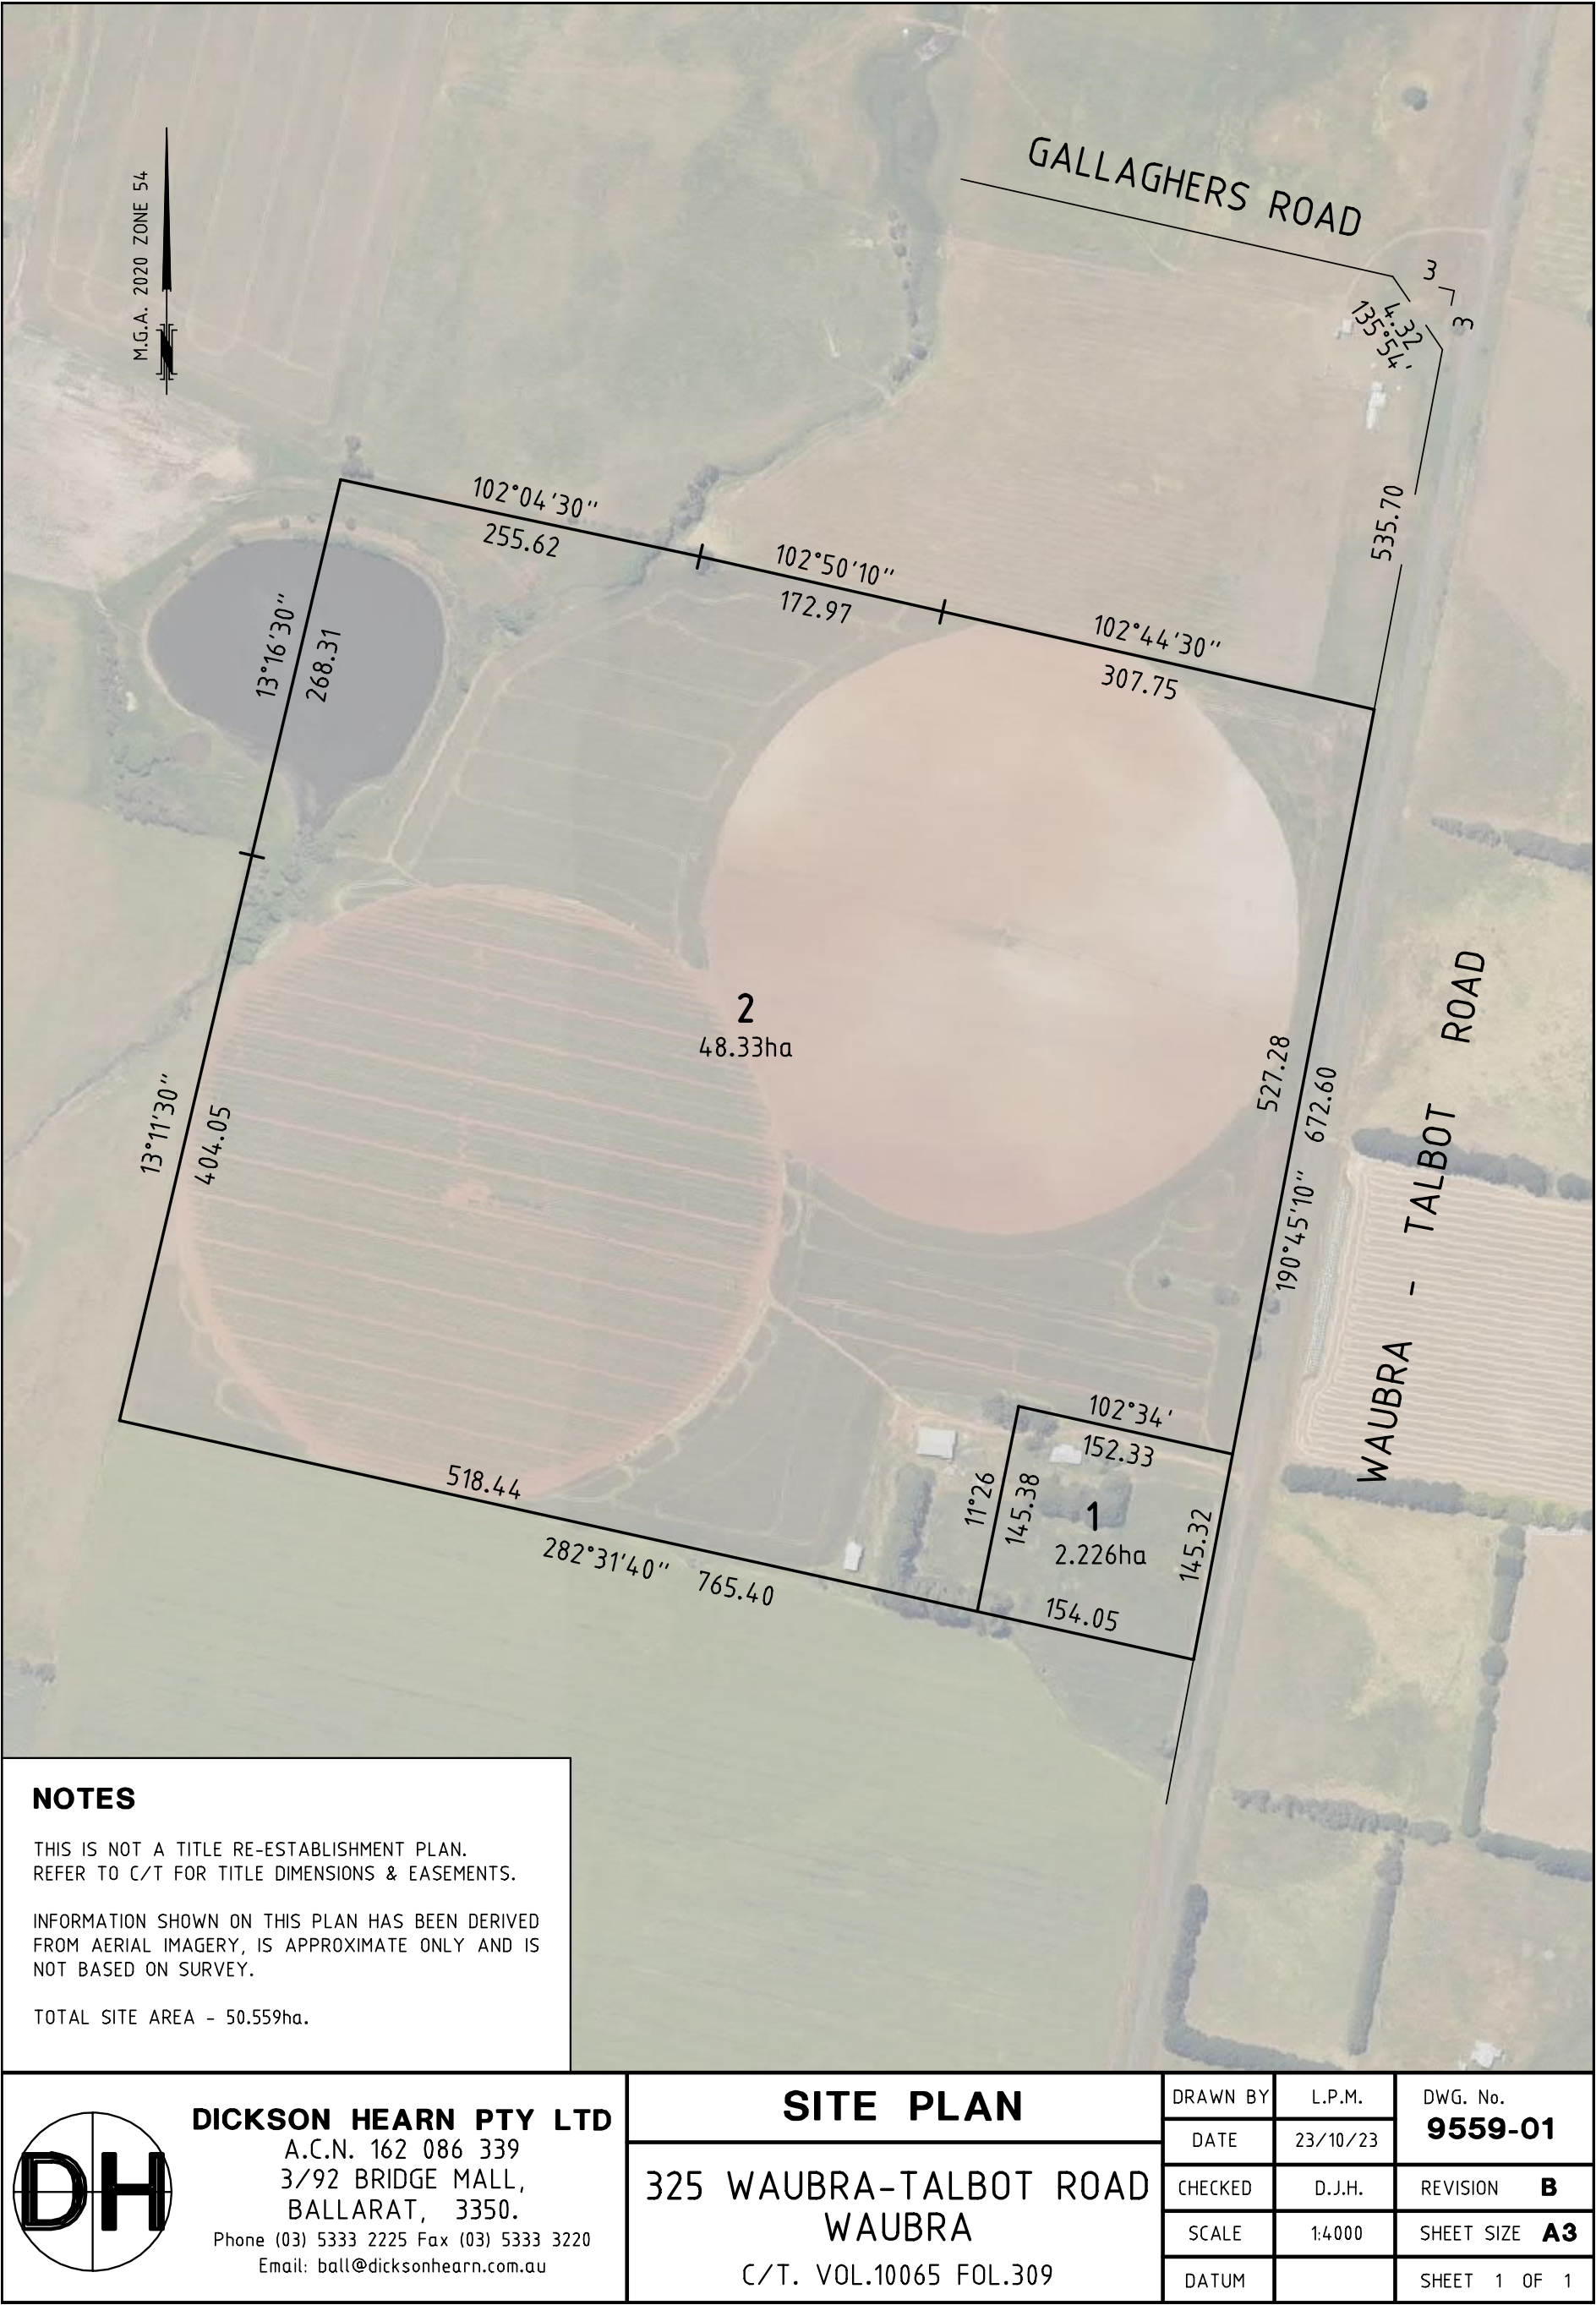 M.G.A. 2020 ZONE 54
N
GALLAGHERS ROAD
3
3
4.32
135°54'
535.70
102°04'30"
255.62
102°50'10"
172.97
102°44'30"
307.75
13°16'30"
268.31
13°11'30"
404.05
2
48.33ha
527.28
190°45'10" 672.60
WAUBRA - TALBOT ROAD
102°34'
152.33
11°26
145.38
1
2.226ha
145.32
154.05
518.44
282°31'40" 765.40
NOTES
THIS IS NOT A TITLE RE-ESTABLISHMENT PLAN.
REFER TO C/T FOR TITLE DIMENSIONS & EASEMENTS.
INFORMATION SHOWN ON THIS PLAN HAS BEEN DERIVED
FROM AERIAL IMAGERY, IS APPROXIMATE ONLY AND IS
NOT BASED ON SURVEY.
TOTAL SITE AREA - 50.559ha.
DH
DICKSON HEARN PTY LTD
A.C.N. 162 086 339
3/92 BRIDGE MALL,
BALLARAT, 3350.
Phone (03) 5333 2225 Fax (03) 5333 3220
Email: ball@dicksonhearn.com.au
SITE PLAN
325 WAUBRA-TALBOT ROAD
WAUBRA
C/T. VOL.10065 FOL.309
DRAWN BY L.P.M.
DATE 23/10/23
CHECKED D.J.H.
SCALE 1:4000
DATUM
DWG. No.
9559-01
REVISION B
SHEET SIZE A3
SHEET 1 OF 1